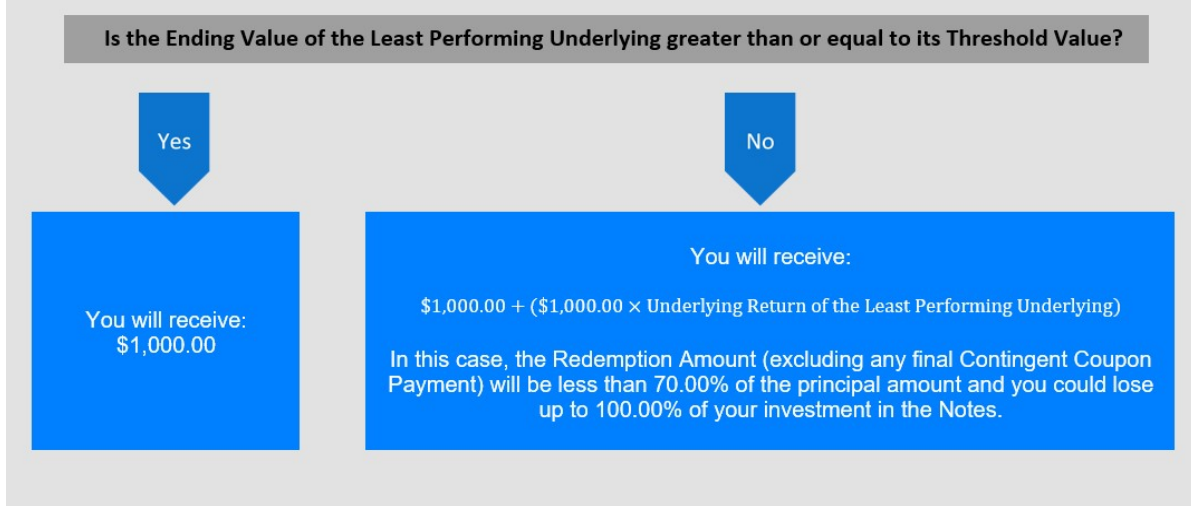 Is the Ending Value of the Least Performing Underlying greater than or equal to its Threshold Value?
Yes
No
You will receive:
$1,000.00
You will receive:
$1,000.00 + ($1,000.00 × Underlying Return of the Least Performing Underlying)
In this case, the Redemption Amount (excluding any final Contingent Coupon
Payment) will be less than 70.00% of the principal amount and you could lose
up to 100.00% of your investment in the Notes.